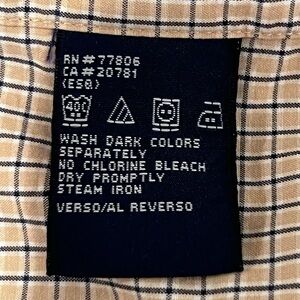 RN#77806
CA#20781
(ESQ)
40°
WASH DARK COLORS
SEPARATELY
NO CHLORINE BLEACH
DRY PROMPTLY
STEAM IRON
VERSO/AL REVERSO